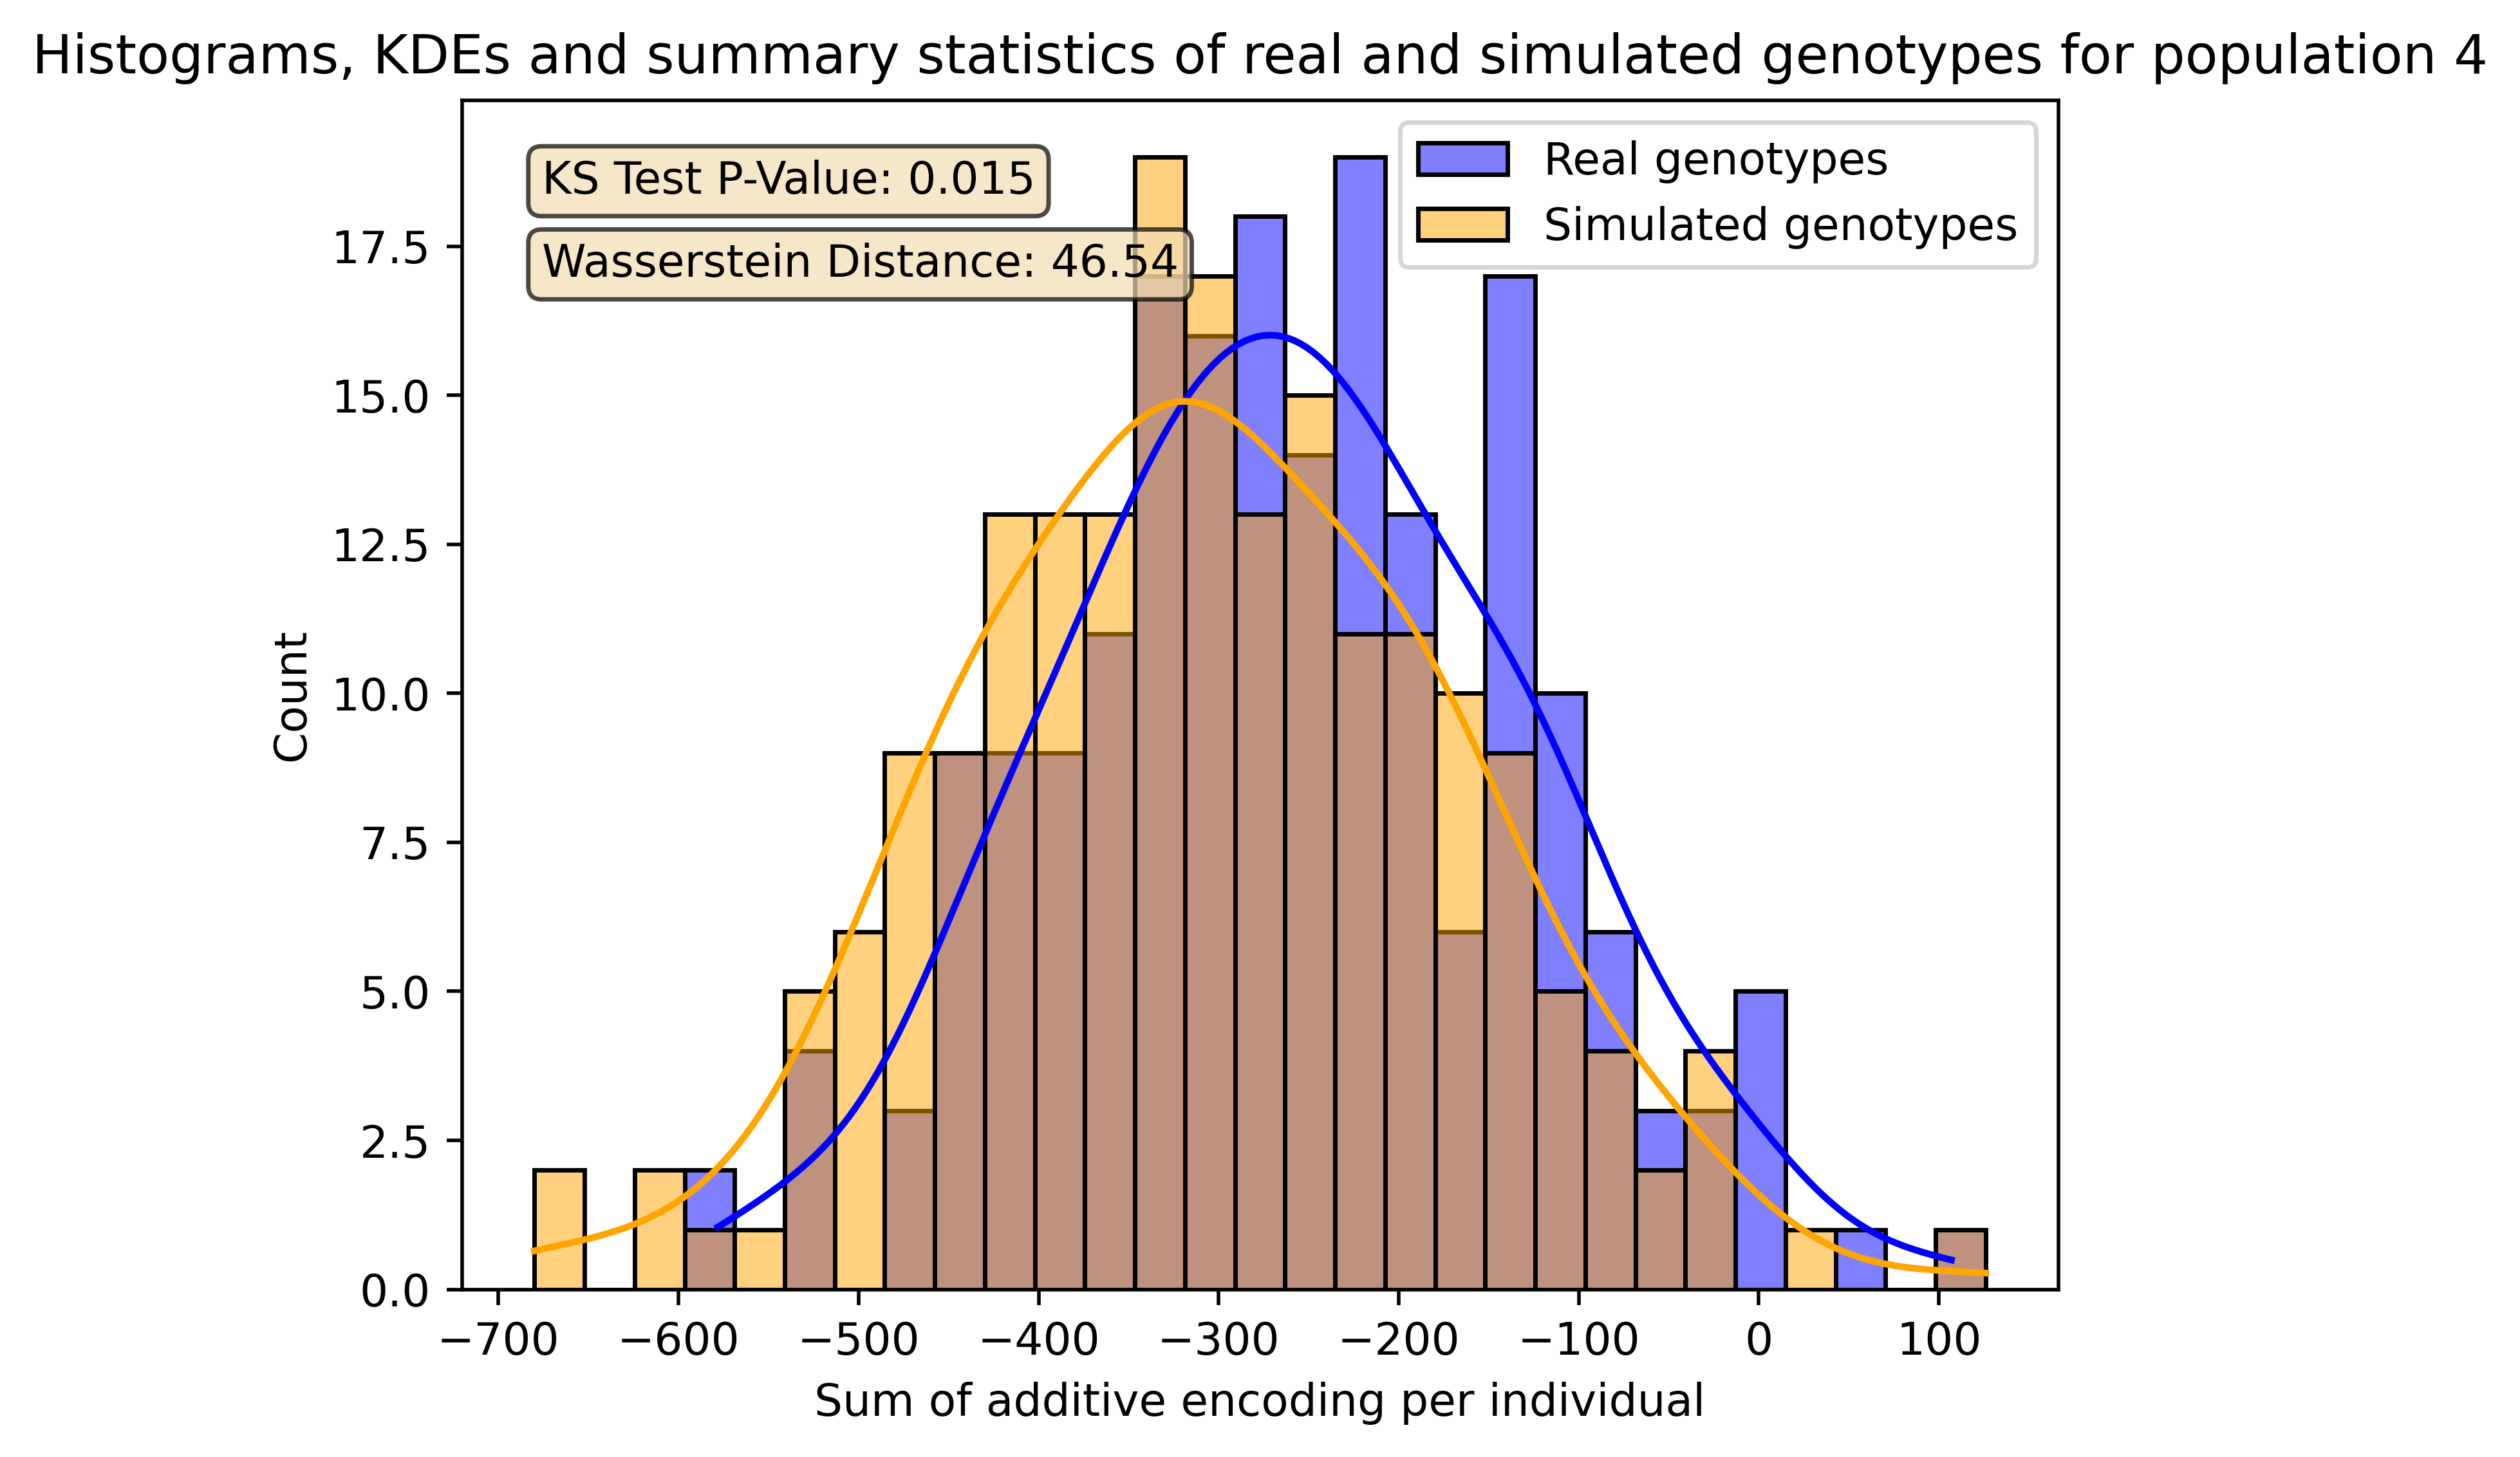 Histograms, KDEs and summary statistics of real and simulated genotypes for population 4
KS Test P-Value: 0.015
Wasserstein Distance: 46.54
Real genotypes
Simulated genotypes
Count
17.5
15.0
12.5
10.0
7.5
5.0
2.5
0.0
−700 −600 −500 −400 −300 −200 −100 0 100
Sum of additive encoding per individual